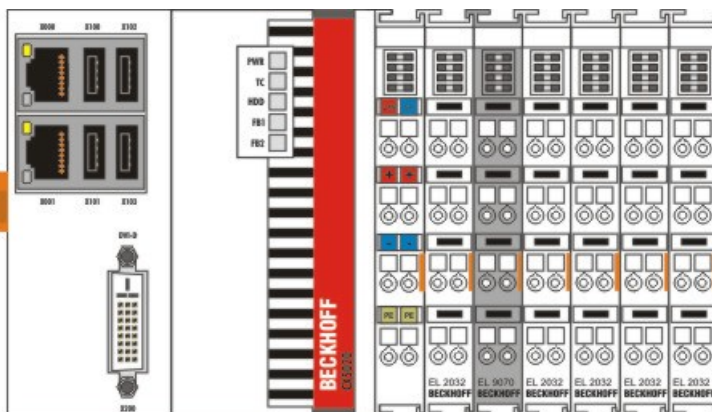 X000 X100 X102
X001 X101 X103
DVI-D
X200
PWR
TC
HDD
FB1
FB2
BECKHOFF
CX5020
+ +
- -
PE PE
EL 2032 EL 9070 EL 2032 EL 2032 EL 2032 EL 2032
BECKHOFF BECKHOFF BECKHOFF BECKHOFF BECKHOFF BECKHOFF